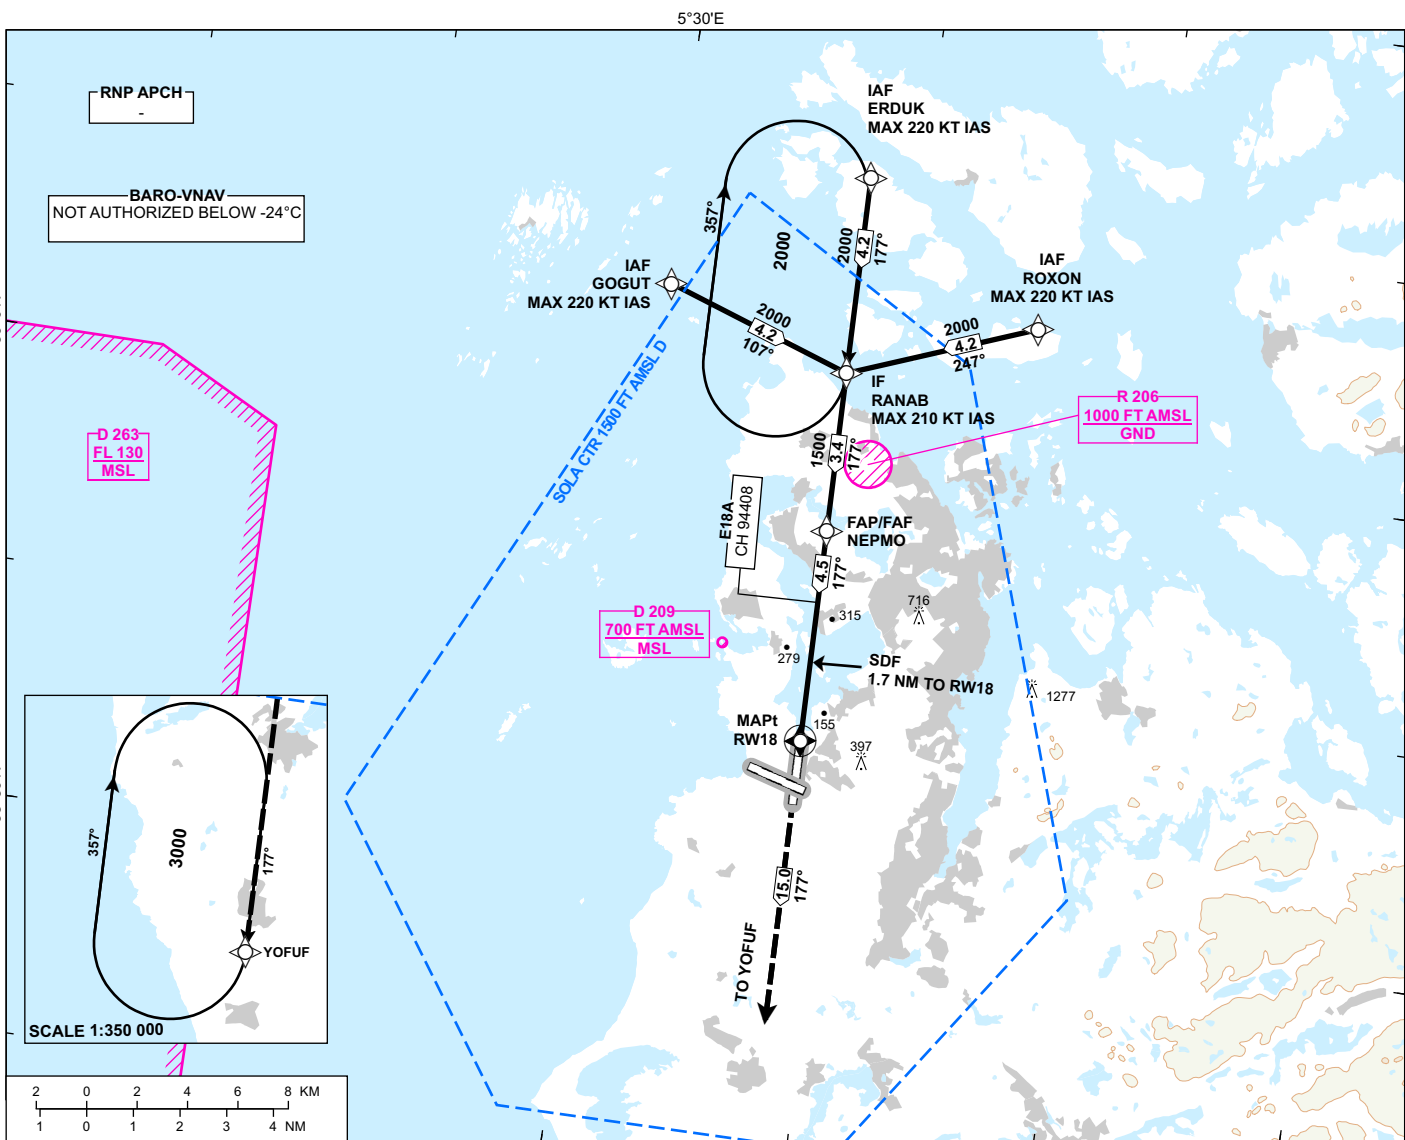 5°30'E
RNP APCH
-
BARO-VNAV
NOT AUTHORIZED BELOW -24°C
IAF
ERDUK
MAX 220 KT IAS
357°
2000
2000
4.2
177°
IAF
GOGUT
MAX 220 KT IAS
2000
4.2
107°
IAF
ROXON
MAX 220 KT IAS
2000
4.2
247°
IF
RANAB
MAX 210 KT IAS
SOLA CTR 1500 FT AMSL D
R 206
1000 FT AMSL
GND
D 263
FL 130
MSL
1500
3.4
177°
E18A
CH 94408
FAP/FAF
NEPMO
4.5
177°
716
315
D 209
700 FT AMSL
MSL
279
SDF
1.7 NM TO RW18
1277
MAPt
RW18
155
397
15.0
177°
TO YOFUF
357°
3000
177°
YOFUF
SCALE 1:350 000
2 0 2 4 6 8 KM
1 0 1 2 3 4 NM